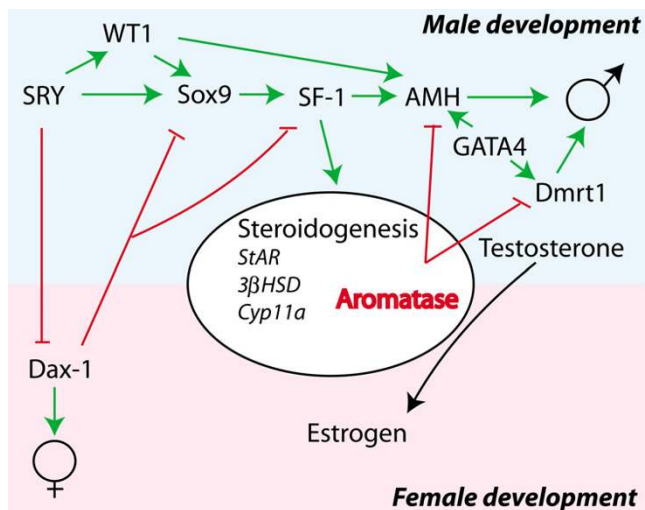 Male development
WT1
SRY
Sox9
SF-1
AMH
GATA4
Dmrt1
Steroidogenesis
StAR
3βHSD
Cyp11a
Aromatase
Testosterone
Dax-1
Estrogen
Female development